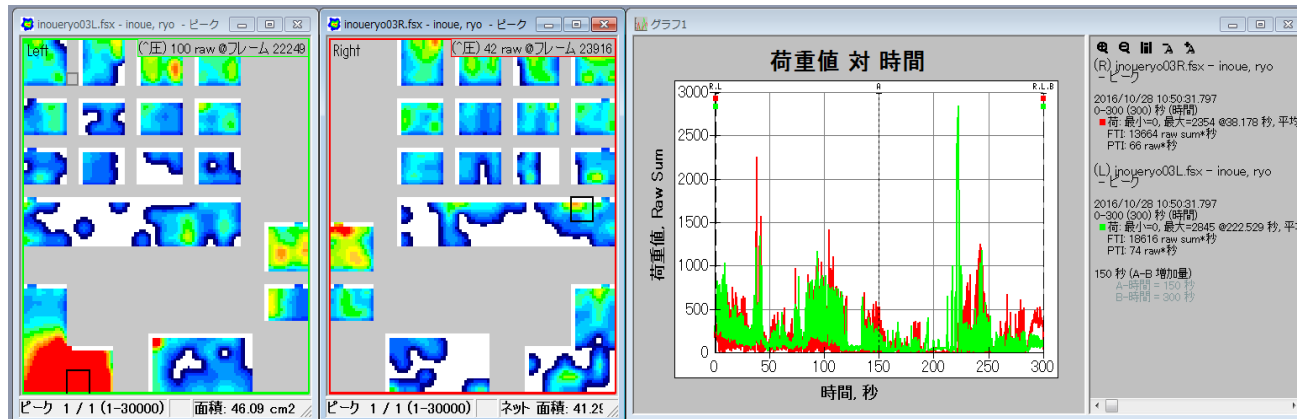 inoueryo03L.fsx - inoue, ryo - ピーク
Left
(^圧) 100 raw @フレーム 22249
ピーク 1 / 1 (1-30000)
面積: 46.09 cm2
inoueryo03R.fsx - inoue, ryo - ピーク
Right
(^圧) 42 raw @フレーム 23916
ピーク 1 / 1 (1-30000)
ネット 面積: 41.29
グラフ1
荷重値 対 時間
荷重値, Raw Sum
3000
2500
2000
1500
1000
500
0
R.L
A
R.L.B
0
50
100
150
200
250
300
時間, 秒
(R) inoueryo03R.fsx - inoue, ryo
- ピーク
2016/10/28 10:50:31.797
0-300 (300) 秒 (時間)
荷: 最小=0, 最大=2354 @38.178 秒, 平均
FTI: 13664 raw sum*秒
PTI: 66 raw*秒
(L) inoueryo03L.fsx - inoue, ryo
- ピーク
2016/10/28 10:50:31.797
0-300 (300) 秒 (時間)
荷: 最小=0, 最大=2845 @222.529 秒, 平
FTI: 18616 raw sum*秒
PTI: 74 raw*秒
150 秒 (A-B 増加量)
A-時間 = 150 秒
B-時間 = 300 秒